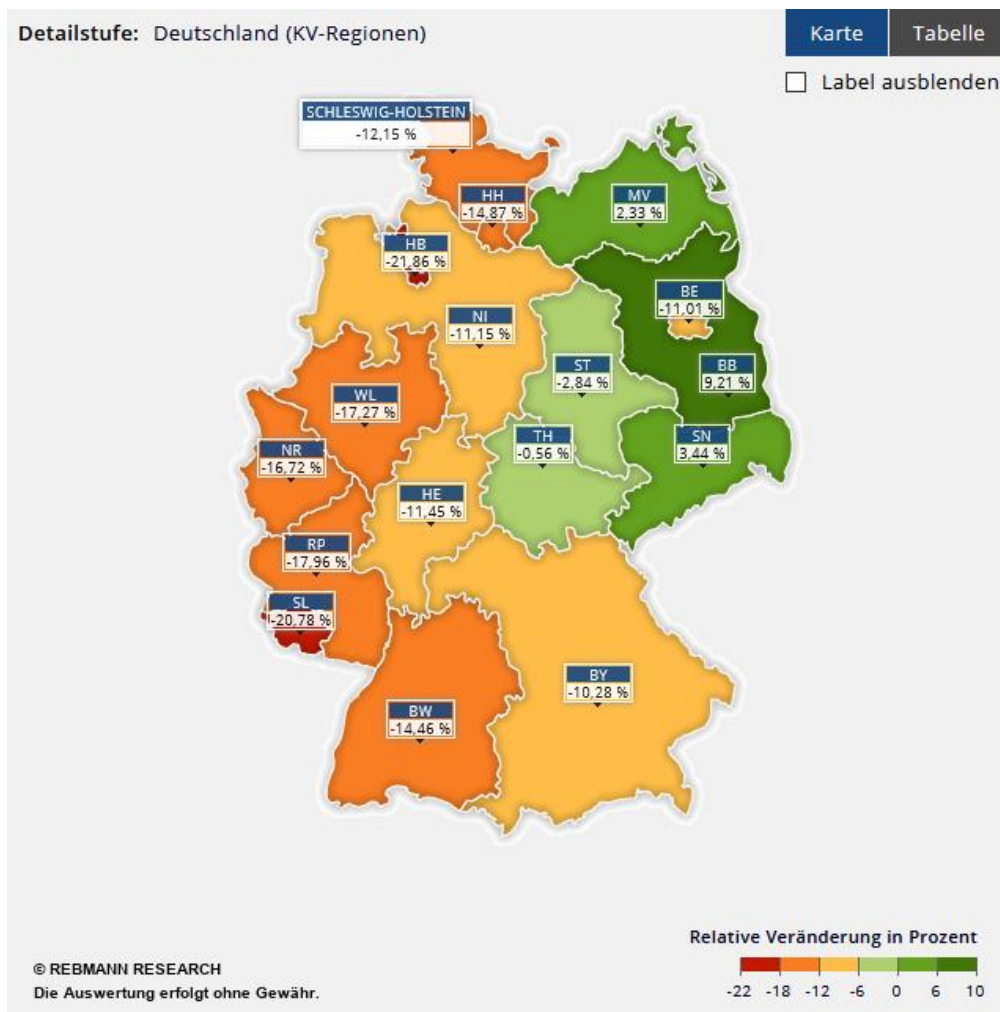 Detailstufe: Deutschland (KV-Regionen)
Karte
Tabelle
Label ausblenden
SCHLESWIG-HOLSTEIN
-12,15 %
HH
-14,87 %
MV
2,33 %
HB
-21,86 %
BE
-11,01 %
NI
-11,15 %
ST
-2,84 %
BB
9,21 %
WL
-17,27 %
TH
-0,56 %
SN
3,44 %
NR
-16,72 %
HE
-11,45 %
RP
-17,96 %
SL
-20,78 %
BY
-10,28 %
BW
-14,46 %
Relative Veränderung in Prozent
-22 -18 -12 -6 0 6 10
© REBMANN RESEARCH
Die Auswertung erfolgt ohne Gewähr.